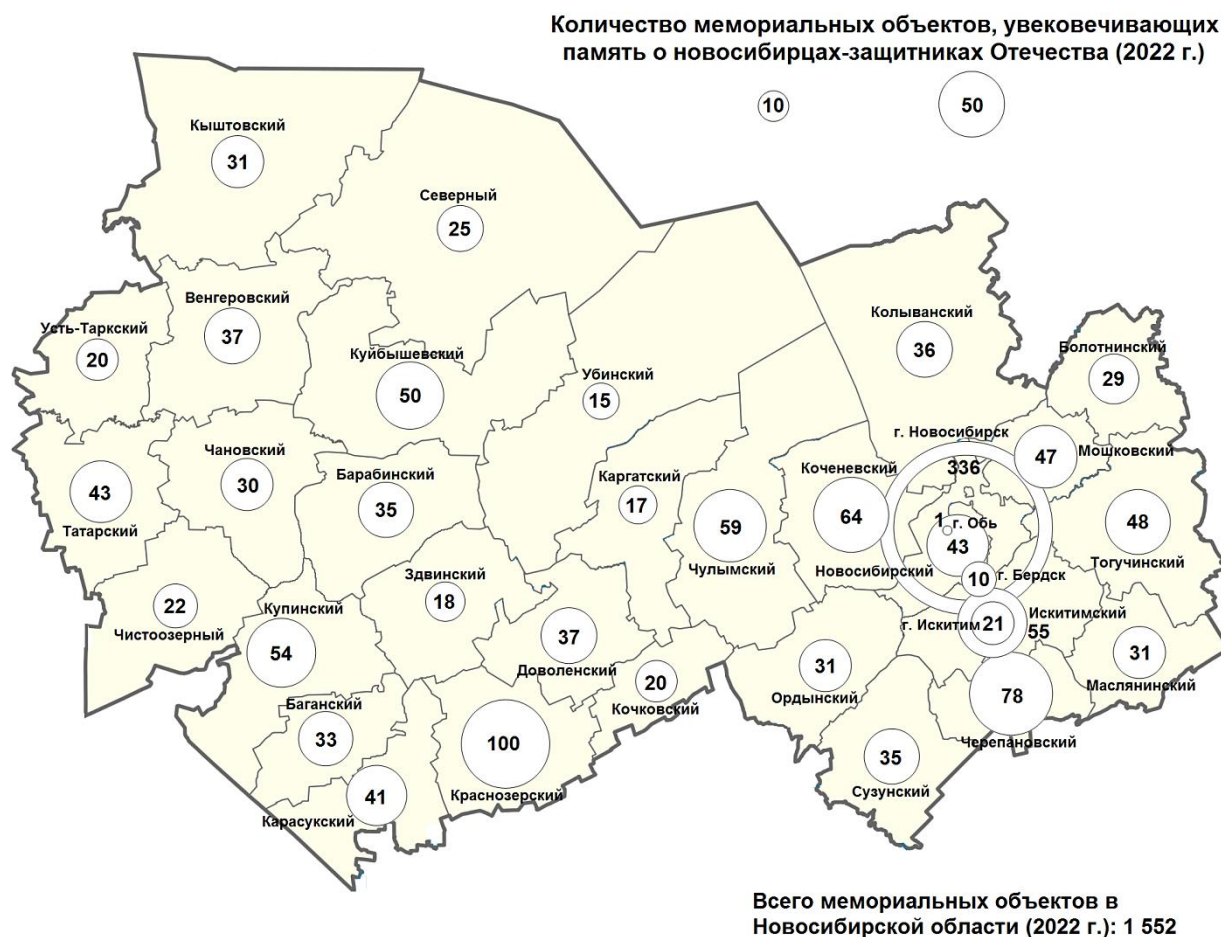 Количество мемориальных объектов, увековечивающих
память о новосибирцах-защитниках Отечества (2022 г.)
10
50
Кыштовский
31
Северный
25
Венгеровский
37
Усть-Таркский
20
Куйбышевский
50
Убинский
15
Колыванский
36
Болотнинский
29
г. Новосибирск
336
47
Мошковский
Чановский
30
Барабинский
35
43
Татарский
Каргатский
17
59
Чулымский
Коченевский
64
1
г. Обь
43
Новосибирский
48
Тогучинский
10
г. Бердск
22
Чистоозерный
Здвинский
18
Купинский
54
37
Доволенский
г. Искитим
21
Искитимский
55
31
Маслянинский
31
Ордынский
20
Кочковский
78
Черепановский
Баганский
33
100
Краснозерский
35
Сузунский
41
Карасукский
Всего мемориальных объектов в
Новосибирской области (2022 г.): 1 552